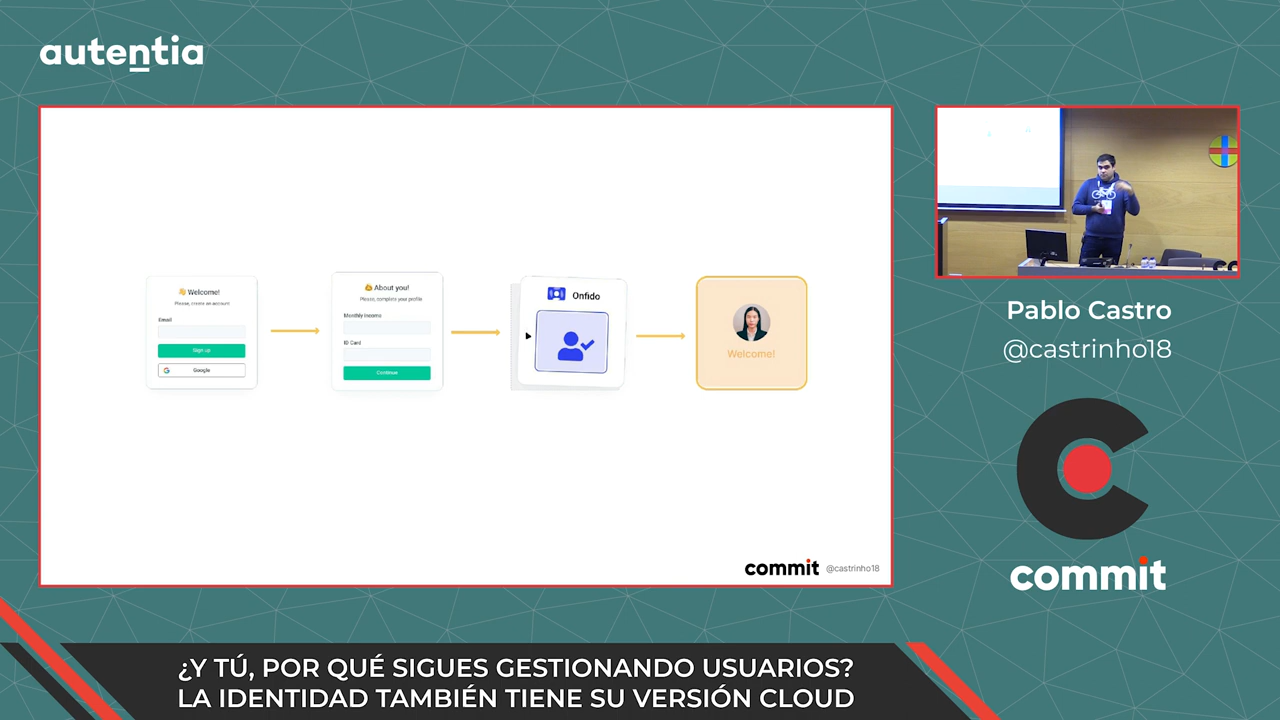 autentia
Welcome!
Please, create an account
Email
Sign up
Google
About you!
Please, complete your profile
Monthly Income
ID Card
Continue
Onfido
Welcome!
commit @castrinho18
Pablo Castro
@castrinho18
commit
¿Y TÚ, POR QUÉ SIGUES GESTIONANDO USUARIOS?
LA IDENTIDAD TAMBIÉN TIENE SU VERSIÓN CLOUD